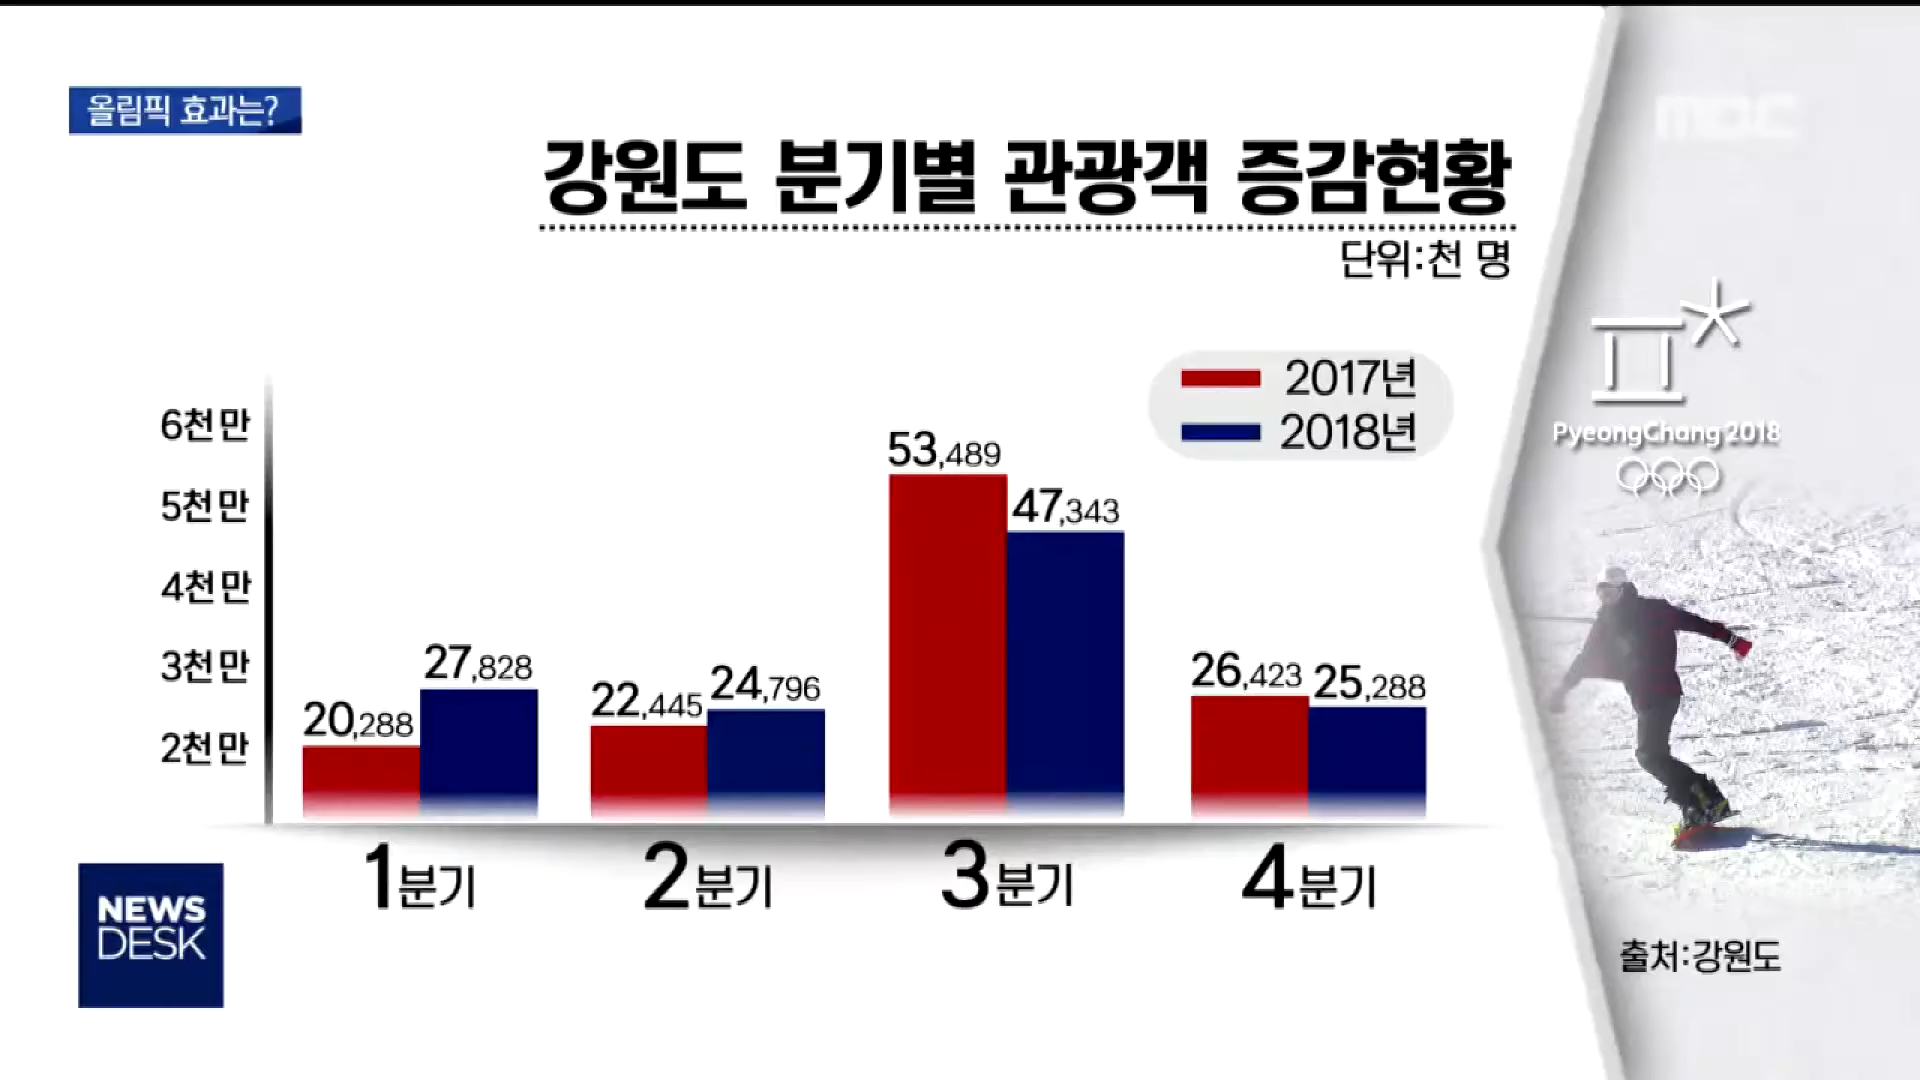 올림픽 효과는?
mbc
강원도 분기별 관광객 증감현황
단위:천 명
2017년
2018년
PyeongChang 2018
6천만
5천만
4천만
3천만
2천만
20,288
27,828
22,445
24,796
53,489
47,343
26,423
25,288
1분기
2분기
3분기
4분기
NEWS
DESK
출처:강원도